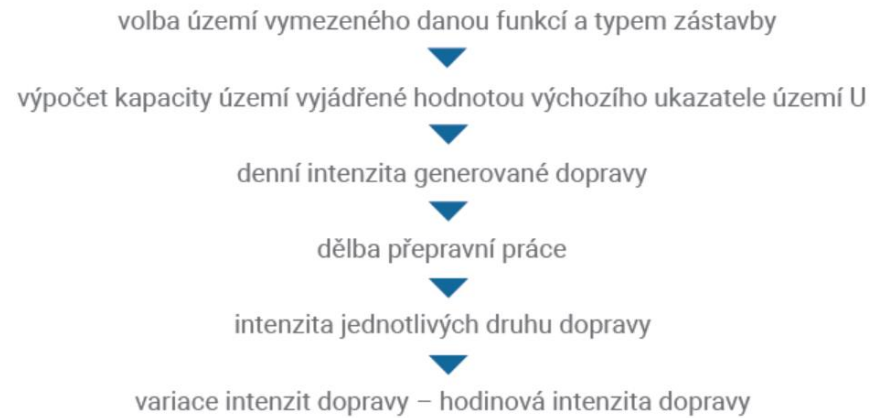 volba území vymezeného danou funkcí a typem zástavby
výpočet kapacity území vyjádřené hodnotou výchozího ukazatele území U
denní intenzita generované dopravy
dělba přepravní práce
intenzita jednotlivých druhu dopravy
variace intenzit dopravy – hodinová intenzita dopravy